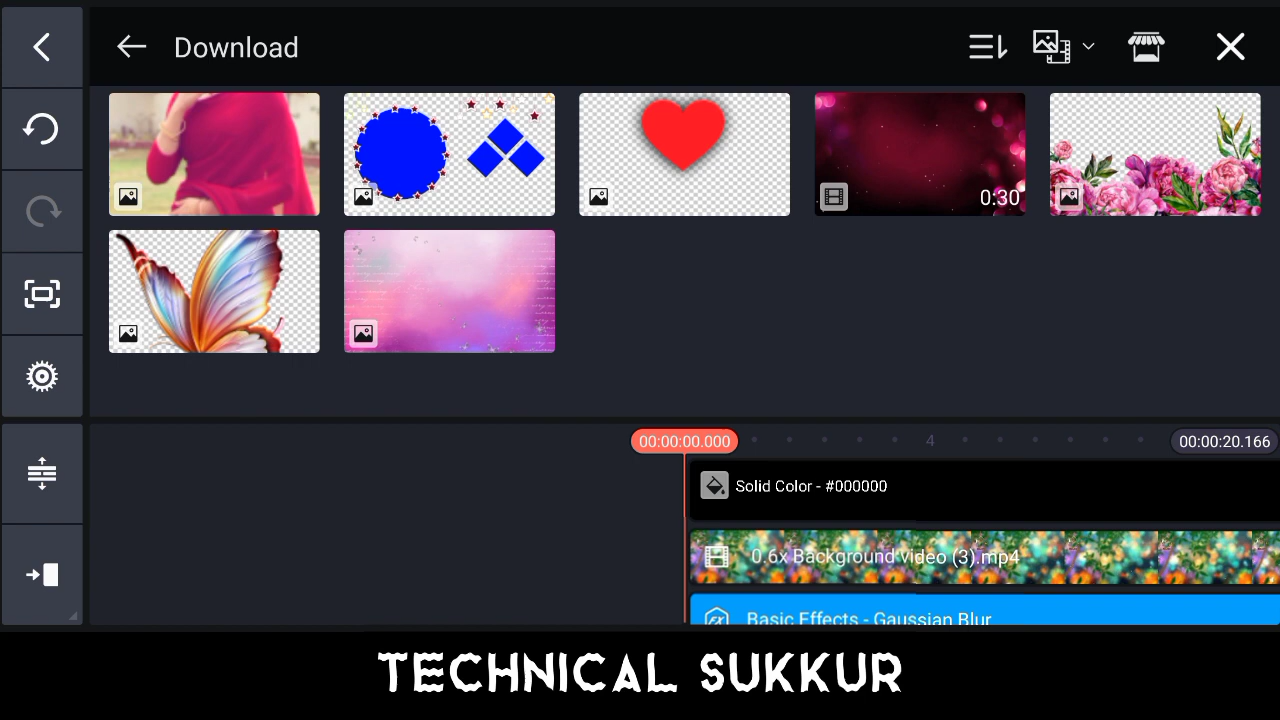 Download
0:30
00:00:00.000
4
00:00:20.166
Solid Color - #000000
0.6x Background video (3).mp4
Basic Effects - Gaussian Blur
TECHNICAL SUKKUR